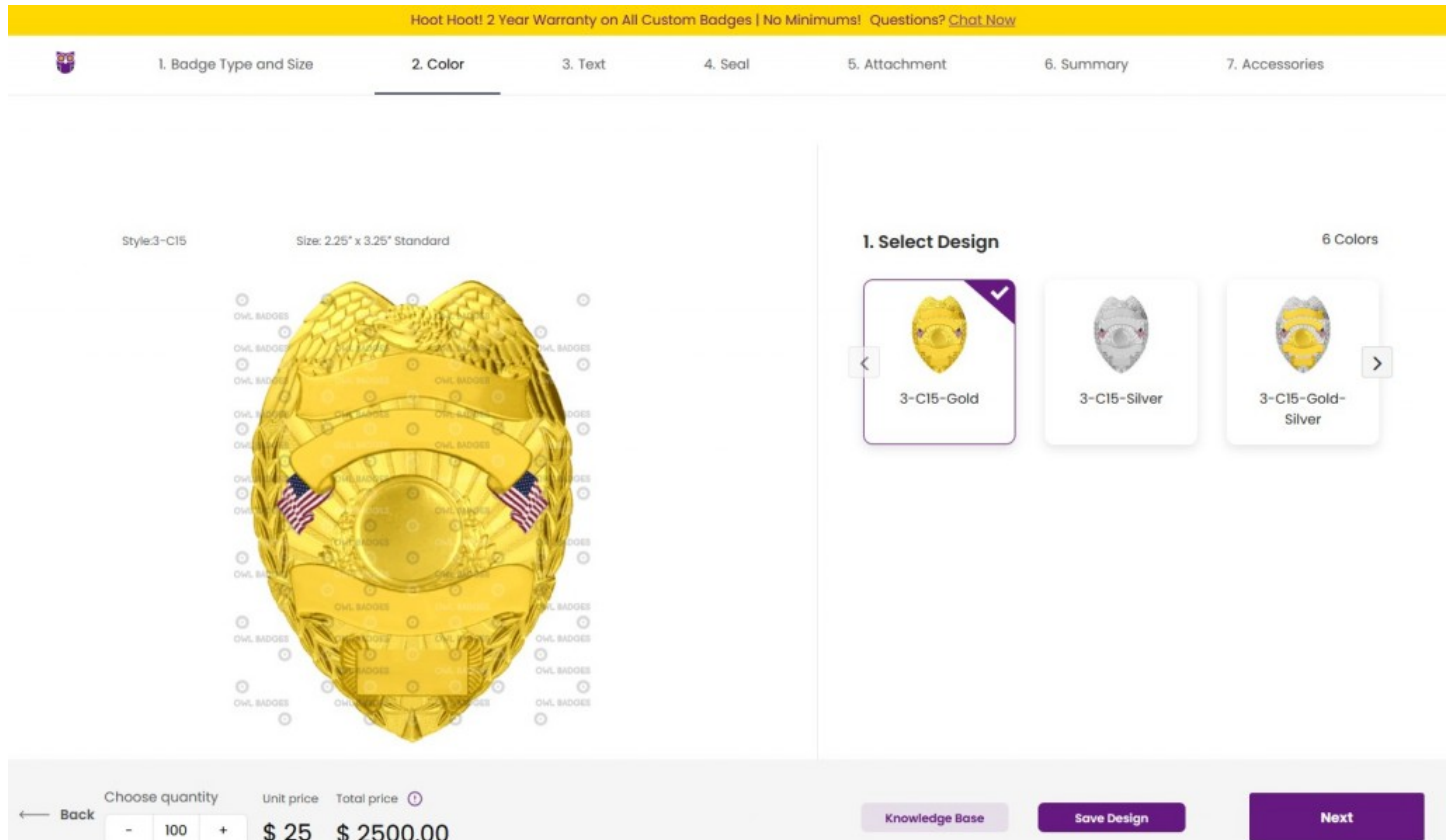 Hoot Hoot! 2 Year Warranty on All Custom Badges | No Minimums! Questions? Chat Now
1. Badge Type and Size 2. Color 3. Text 4. Seal 5. Attachment 6. Summary 7. Accessories
Style:3-C15 Size: 2.25" x 3.25" Standard
1. Select Design 6 Colors
OWL BADGES
3-C15-Gold 3-C15-Silver 3-C15-Gold-
Silver
Choose quantity Unit price Total price
← Back - 100 + $ 25 $ 2500.00 Knowledge Base Save Design Next